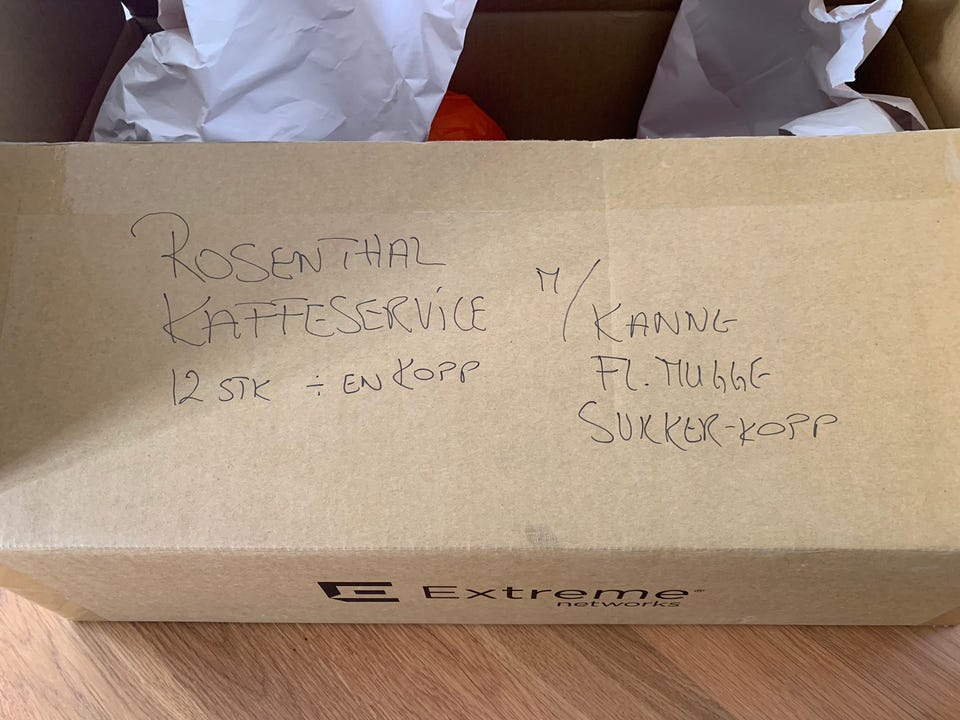 ROSENTHAL
KAFFESERVICE
12 STK ÷ EN KOPP
M/
KANNE
FL. MUGGE
SUKKER-KOPP
E Extreme®
networks